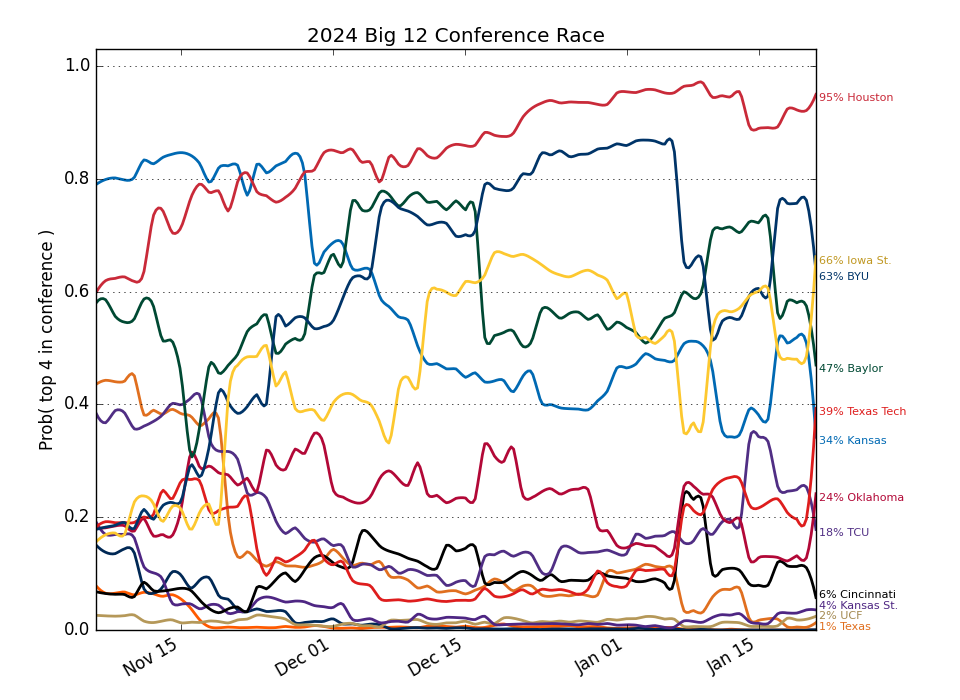 2024 Big 12 Conference Race
Prob( top 4 in conference )
1.0
0.8
0.6
0.4
0.2
0.0
Nov 15
Dec 01
Dec 15
Jan 01
Jan 15
95% Houston
66% Iowa St.
63% BYU
47% Baylor
39% Texas Tech
34% Kansas
24% Oklahoma
18% TCU
6% Cincinnati
4% Kansas St.
2% UCF
1% Texas